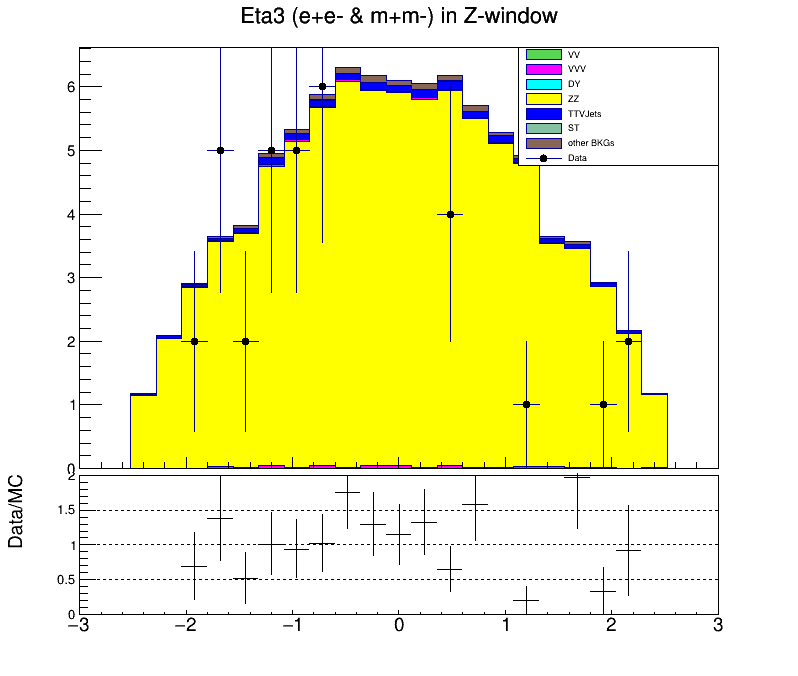 Eta3 (e+e- & m+m-) in Z-window
VV
VVV
DY
ZZ
TTVJets
ST
other BKGs
Data
6
5
4
3
2
1
0
Data/MC
2
1.5
1
0.5
0
−3 −2 −1 0 1 2 3